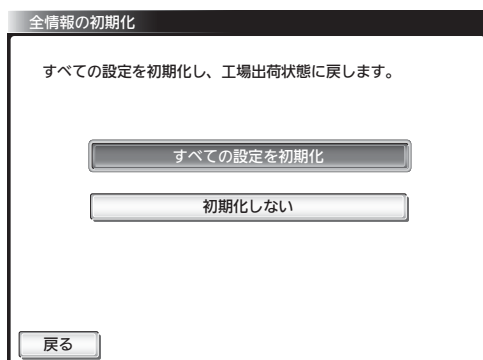 全情報の初期化
すべての設定を初期化し、工場出荷状態に戻します。
すべての設定を初期化
初期化しない
戻る